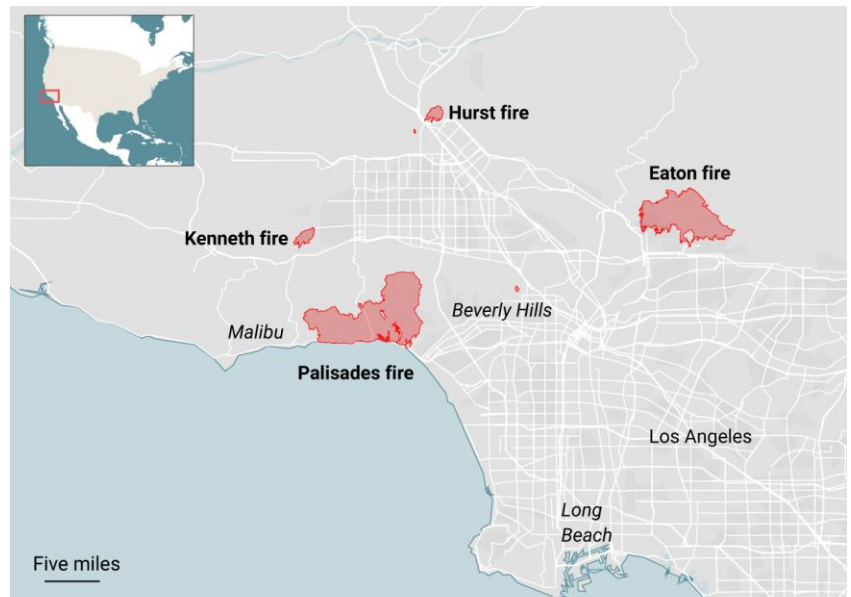 Hurst fire
Eaton fire
Kenneth fire
Malibu
Beverly Hills
Palisades fire
Los Angeles
Long
Beach
Five miles